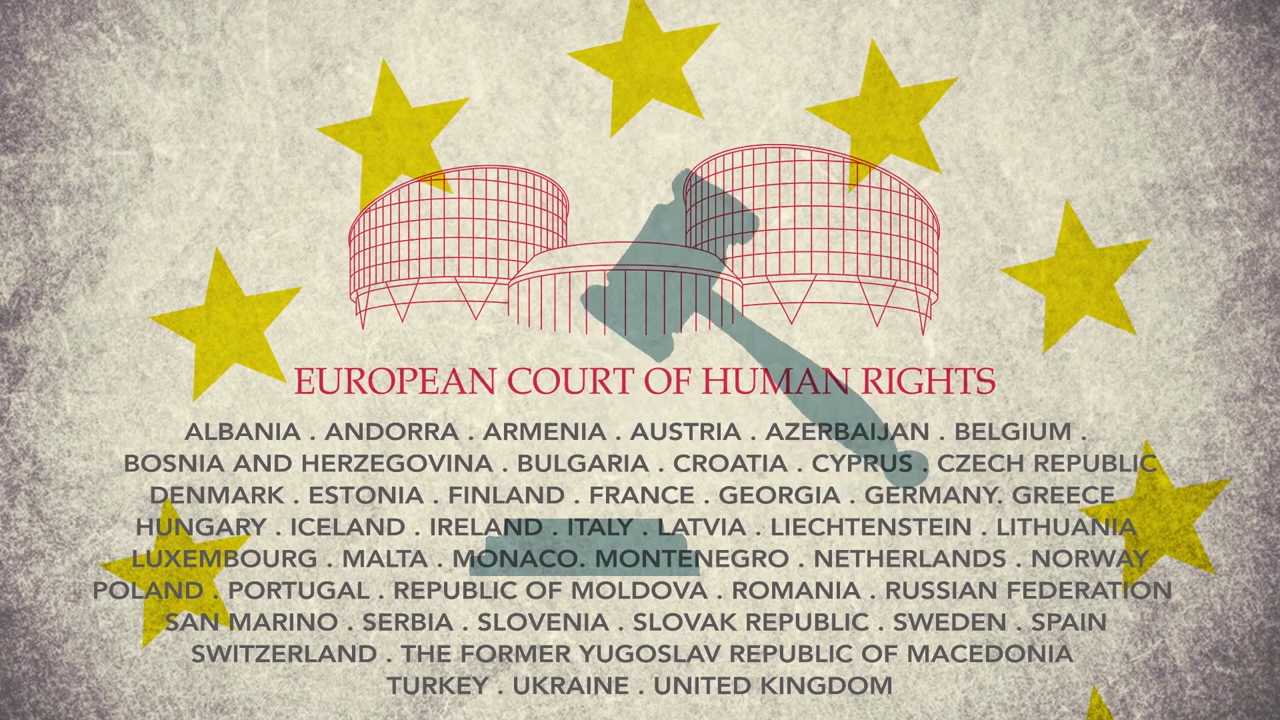 EUROPEAN COURT OF HUMAN RIGHTS
ALBANIA . ANDORRA . ARMENIA . AUSTRIA . AZERBAIJAN . BELGIUM .
BOSNIA AND HERZEGOVINA . BULGARIA . CROATIA . CYPRUS . CZECH REPUBLIC
DENMARK . ESTONIA . FINLAND . FRANCE . GEORGIA . GERMANY. GREECE
HUNGARY . ICELAND . IRELAND . ITALY . LATVIA . LIECHTENSTEIN . LITHUANIA
LUXEMBOURG . MALTA . MONACO. MONTENEGRO . NETHERLANDS . NORWAY
POLAND . PORTUGAL . REPUBLIC OF MOLDOVA . ROMANIA . RUSSIAN FEDERATION
SAN MARINO . SERBIA . SLOVENIA . SLOVAK REPUBLIC . SWEDEN . SPAIN
SWITZERLAND . THE FORMER YUGOSLAV REPUBLIC OF MACEDONIA
TURKEY . UKRAINE . UNITED KINGDOM